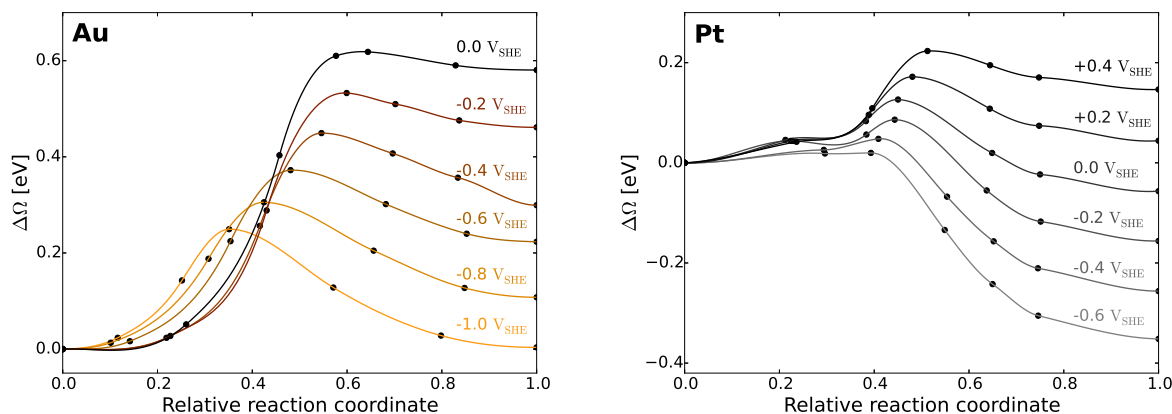 Au
0.0 V_SHE
-0.2 V_SHE
-0.4 V_SHE
-0.6 V_SHE
-0.8 V_SHE
-1.0 V_SHE
0.6
0.4
0.2
0.0
ΔΩ [eV]
0.0 0.2 0.4 0.6 0.8 1.0
Relative reaction coordinate
Pt
+0.4 V_SHE
+0.2 V_SHE
0.0 V_SHE
-0.2 V_SHE
-0.4 V_SHE
-0.6 V_SHE
0.2
0.0
−0.2
−0.4
ΔΩ [eV]
0.0 0.2 0.4 0.6 0.8 1.0
Relative reaction coordinate